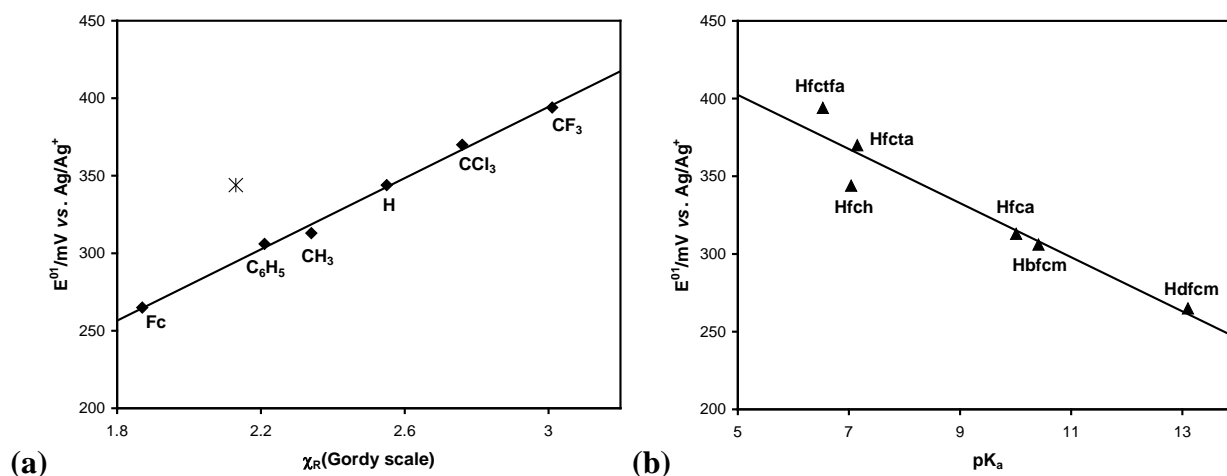 450
400
350
300
250
200
E⁰¹/mV vs. Ag/Ag⁺
CF₃
CCl₃
H
CH₃
C₆H₅
Fc
1.8 2.2 2.6 3
χR(Gordy scale)
(a)
450
400
350
300
250
200
E⁰¹/mV vs. Ag/Ag⁺
Hfctfa
Hfcta
Hfch
Hfca
Hbfcm
Hdfcm
5 7 9 11 13
pKₐ
(b)